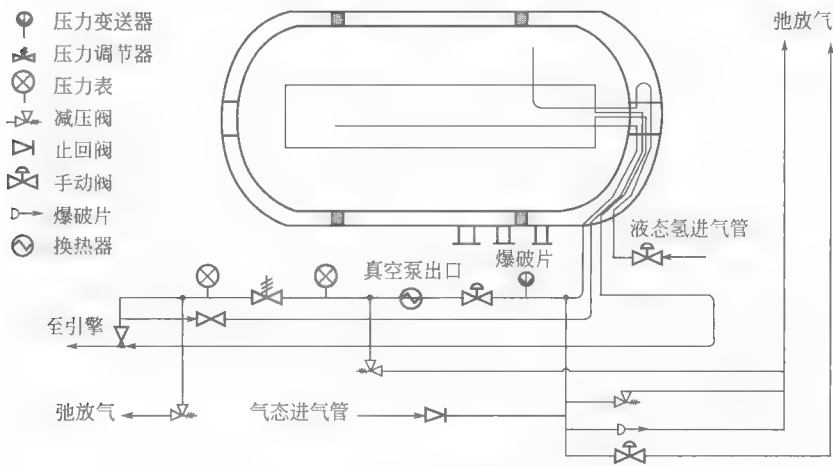 压力变送器
压力调节器
压力表
减压阀
止回阀
手动阀
爆破片
换热器
弛放气
液态氢进气管
爆破片
真空泵出口
至引擎
弛放气
气态进气管